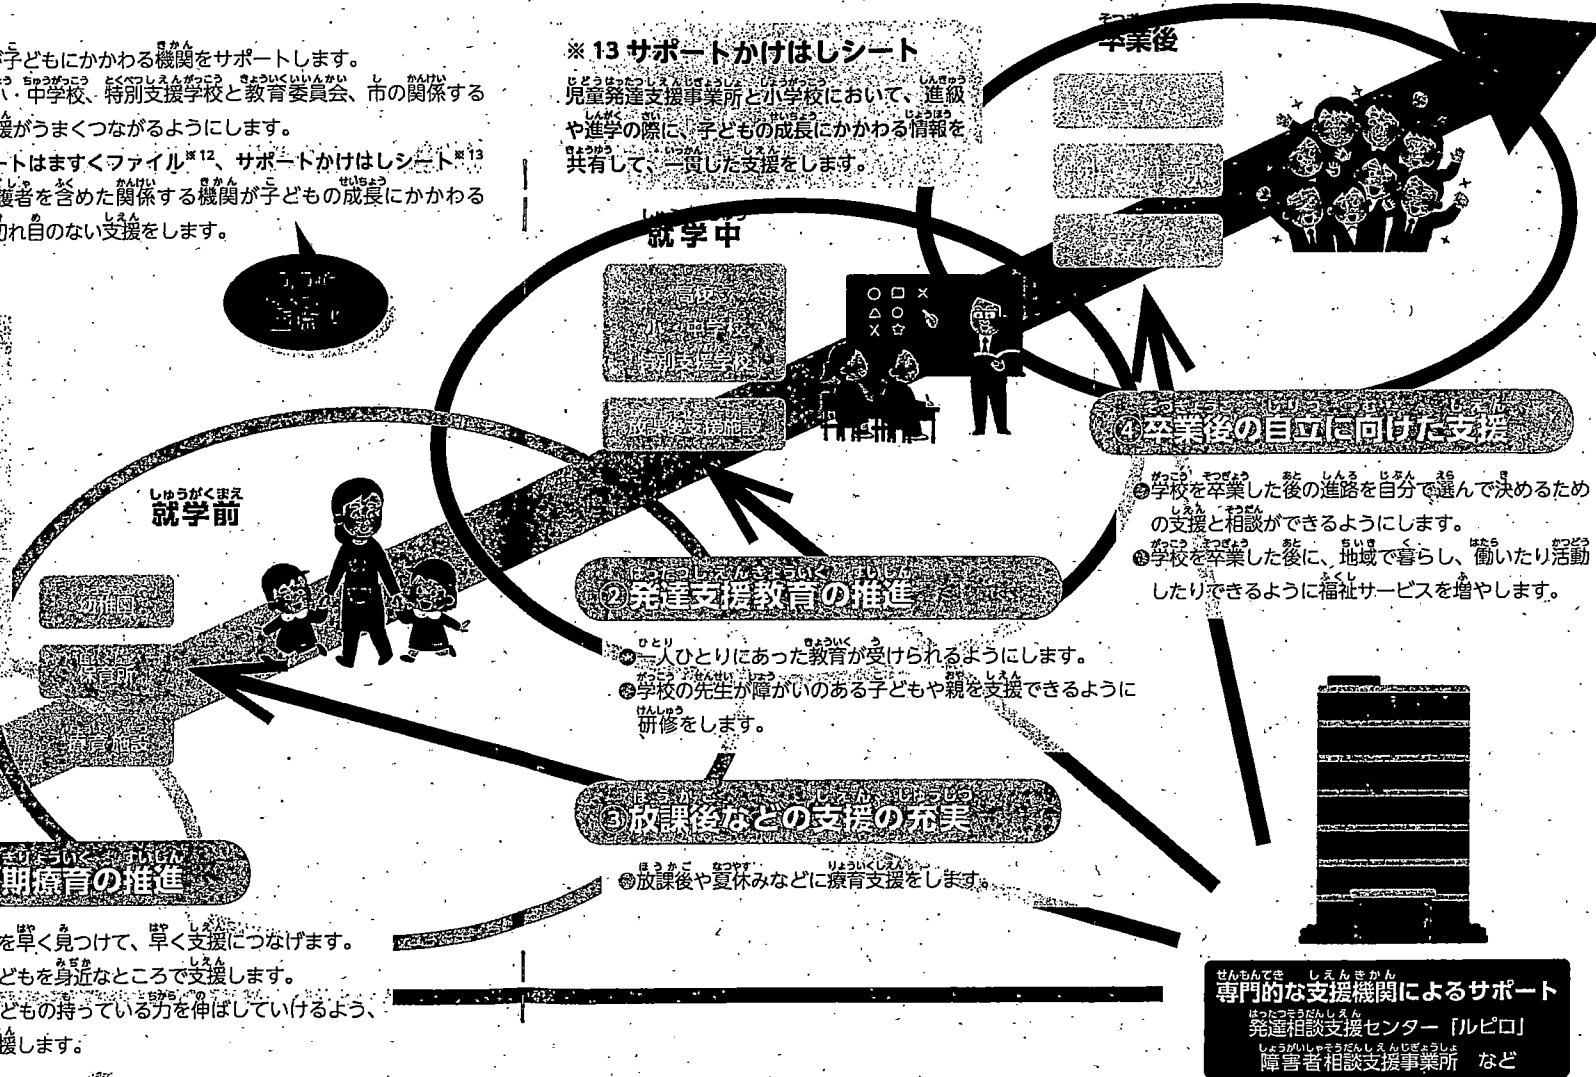 子どもにかかわる機関をサポートします。
・中学校、特別支援学校と教育委員会、市の関係する
援がうまくつながるようにします。
ートはますくファイル※12、サポートかけはしシート※13
護者を含めた関係する機関が子どもの成長にかかわる
切れ目のない支援をします。
※13 サポートかけはしシート
児童発達支援事業所と小学校において、進級
や進学の際に、子どもの成長にかかわる情報を
共有して、一貫した支援をします。
卒業後
就学中
高校
小・中学校
特別支援学校
放課後支援施設
④卒業後の自立に向けた支援
学校を卒業した後の進路を自分で選んで決めるため
の支援と相談ができるようにします。
学校を卒業した後に、地域で暮らし、働いたり活動
したりできるように福祉サービスを増やします。
就学前
幼稚園
保育所
療育施設
②発達支援教育の推進
一人ひとりにあった教育が受けられるようにします。
学校の先生が障がいのある子どもや親を支援できるように
研修をします。
③放課後などの支援の充実
放課後や夏休みなどに療育支援をします。
期療育の推進
を早く見つけて、早く支援につなげます。
どもを身近なところで支援します。
どもの持っている力を伸ばしていけるよう、
援します。
専門的な支援機関によるサポート
発達相談支援センター「ルピロ」
障害者相談支援事業所 など